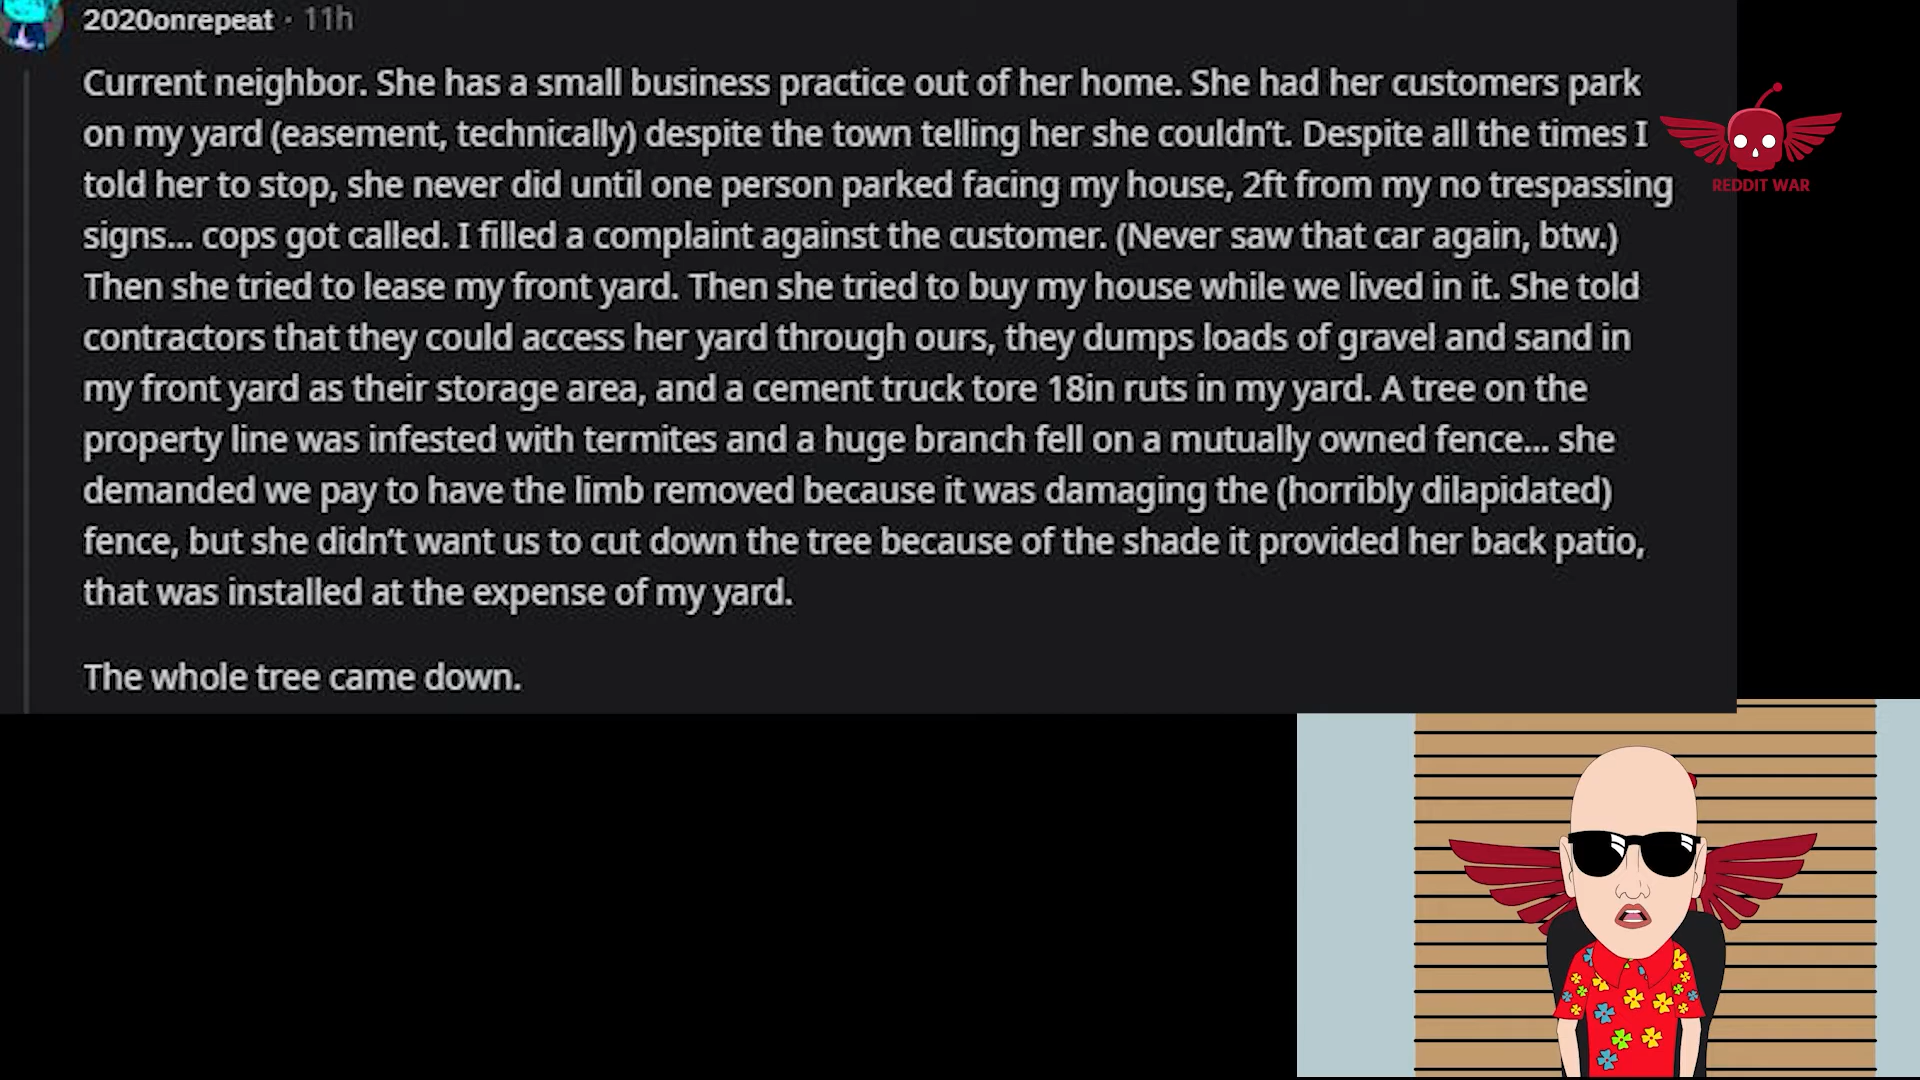 2020onrepeat · 11h
Current neighbor. She has a small business practice out of her home. She had her customers park
on my yard (easement, technically) despite the town telling her she couldn't. Despite all the times I
told her to stop, she never did until one person parked facing my house, 2ft from my no trespassing
signs... cops got called. I filled a complaint against the customer. (Never saw that car again, btw.)
Then she tried to lease my front yard. Then she tried to buy my house while we lived in it. She told
contractors that they could access her yard through ours, they dumps loads of gravel and sand in
my front yard as their storage area, and a cement truck tore 18in ruts in my yard. A tree on the
property line was infested with termites and a huge branch fell on a mutually owned fence... she
demanded we pay to have the limb removed because it was damaging the (horribly dilapidated)
fence, but she didn't want us to cut down the tree because of the shade it provided her back patio,
that was installed at the expense of my yard.
The whole tree came down.
REDDIT WAR